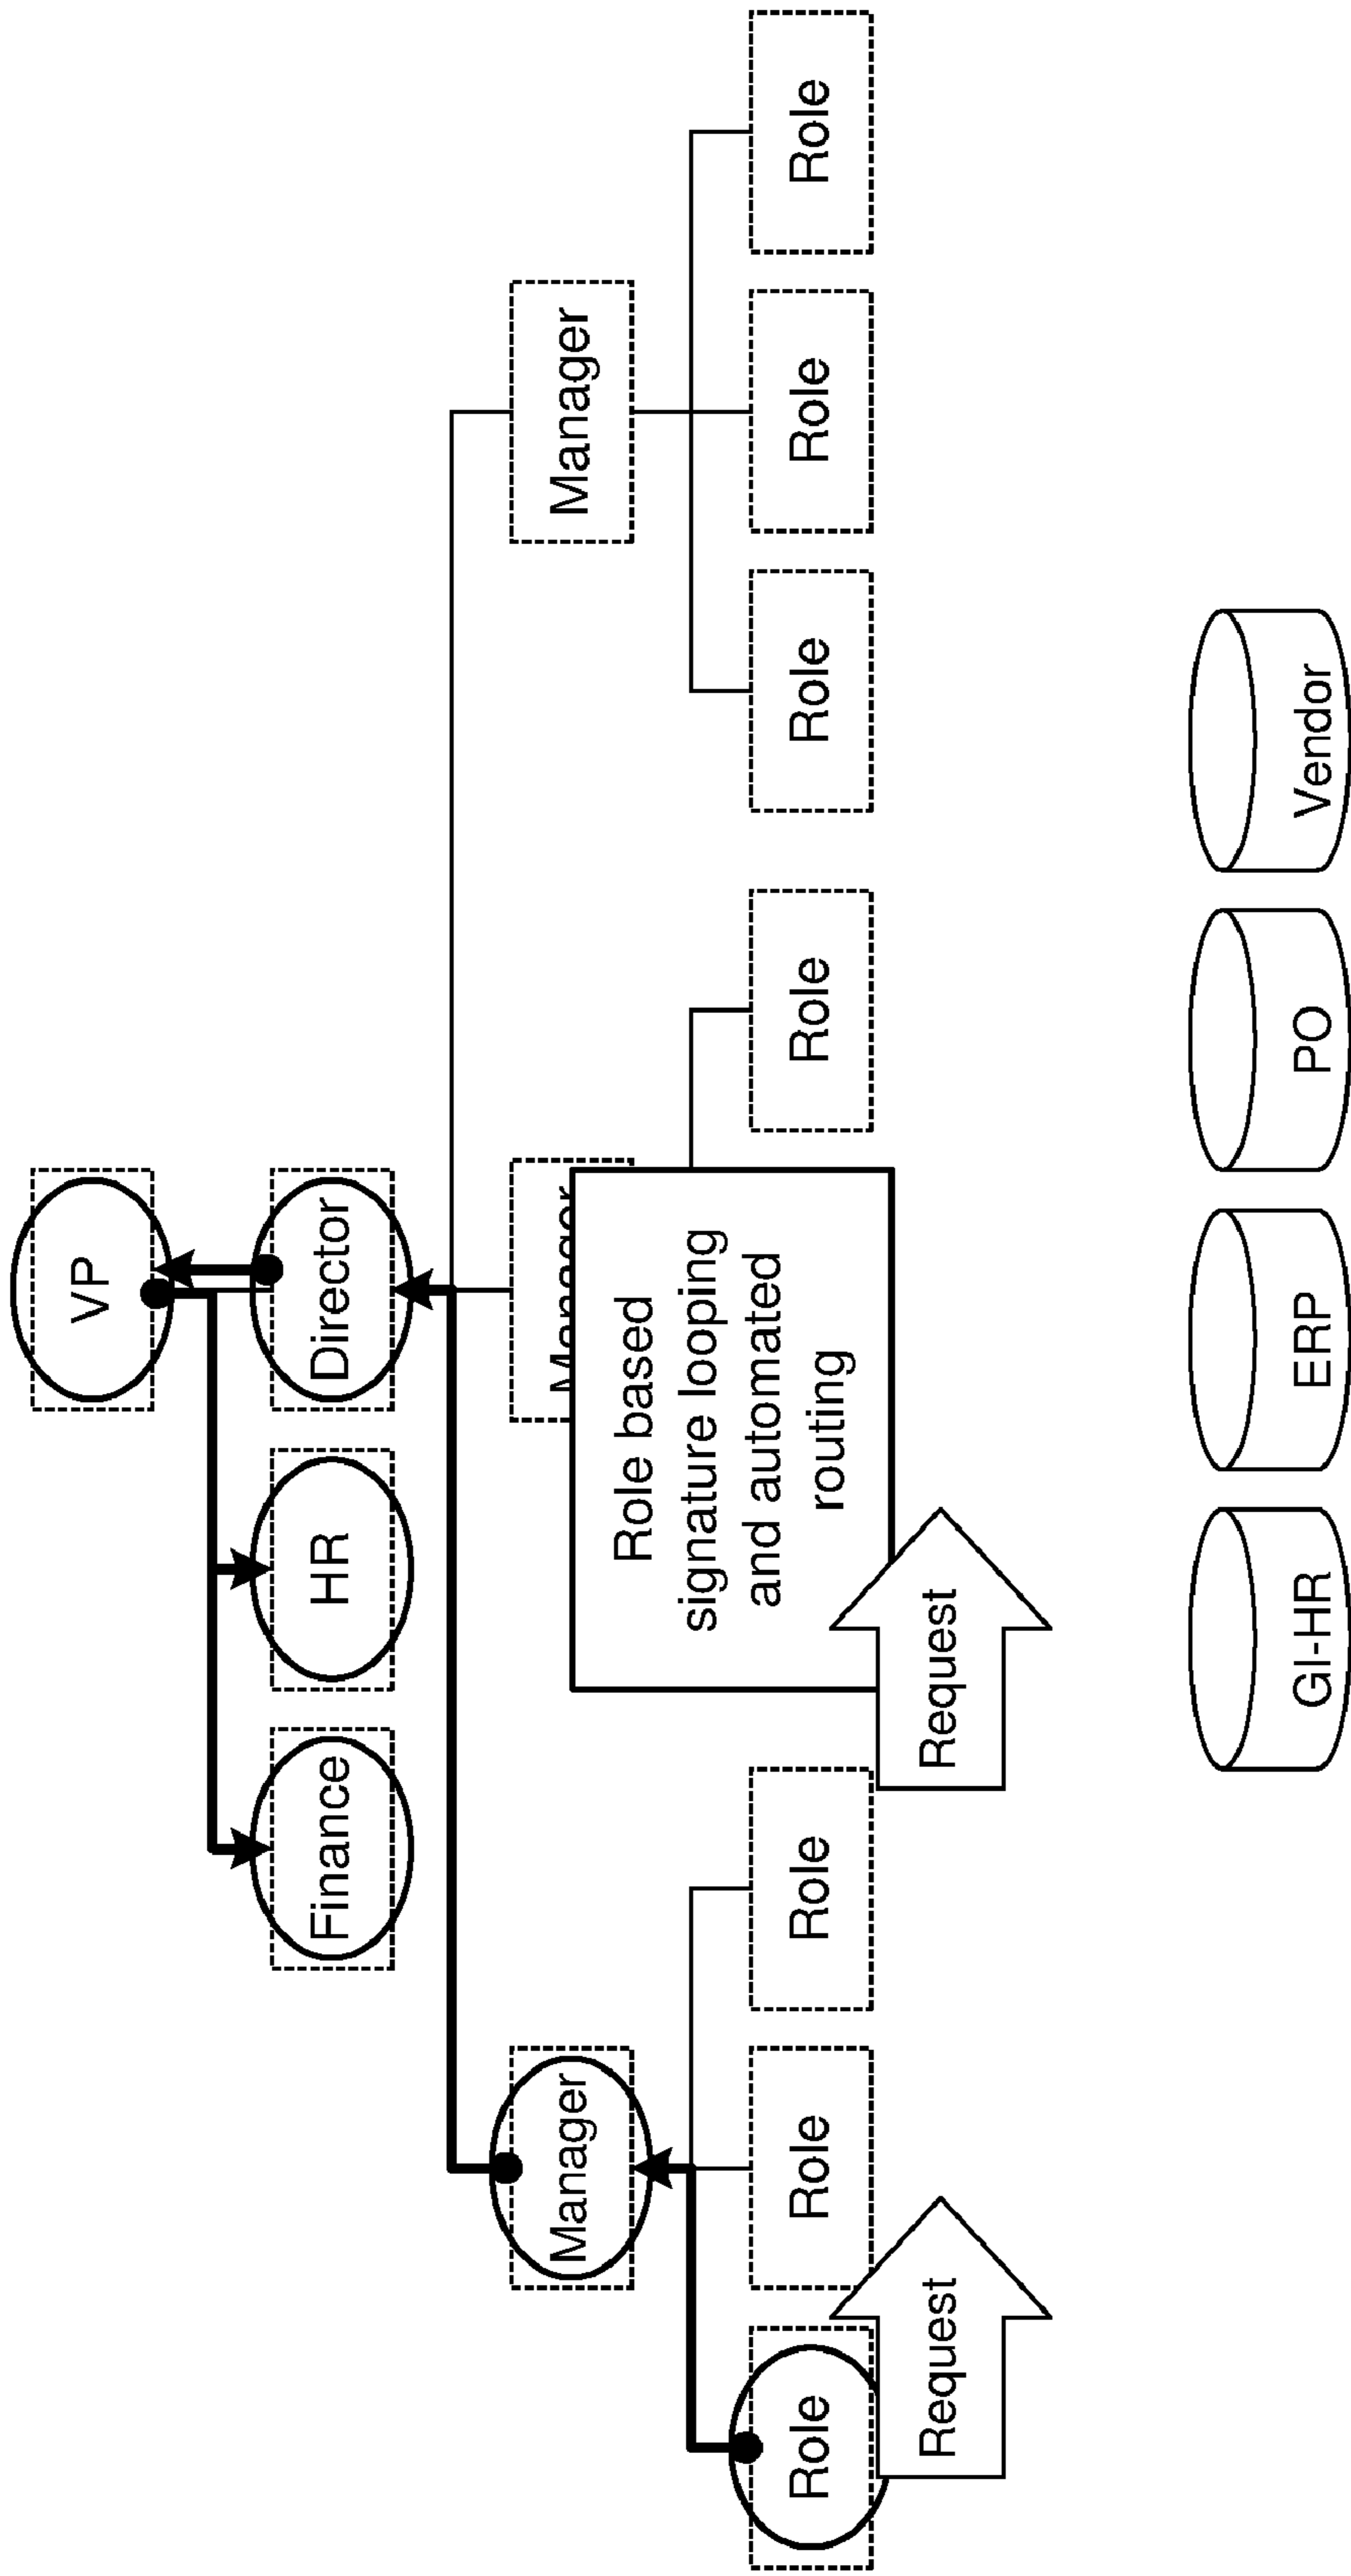 VP
Finance
HR
Director
Manager
Manager
Manager
Role based
signature looping
and automated
routing
Role
Role
Role
Role
Role
Role
Role
Request
Request
GI-HR
ERP
PO
Vendor